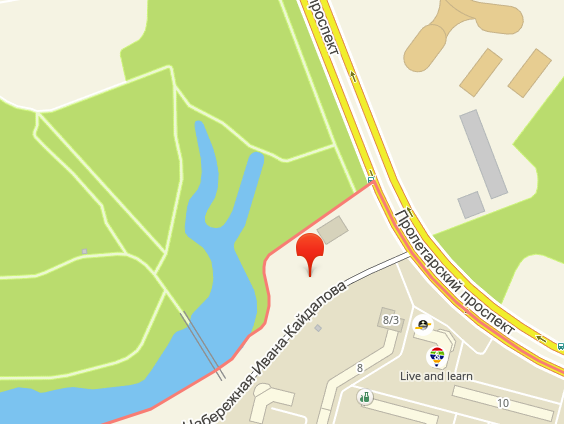 проспект
Пролетарский проспект
Набережная Ивана Кайдалова
8/3
Live and learn
8
10